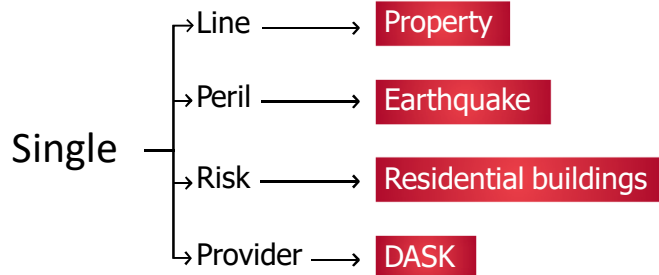 Single
Line
Property
Peril
Earthquake
Risk
Residential buildings
Provider
DASK